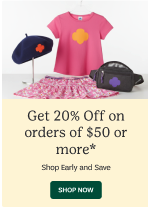 Get 20% Off on
orders of $50 or
more*
Shop Early and Save
SHOP NOW